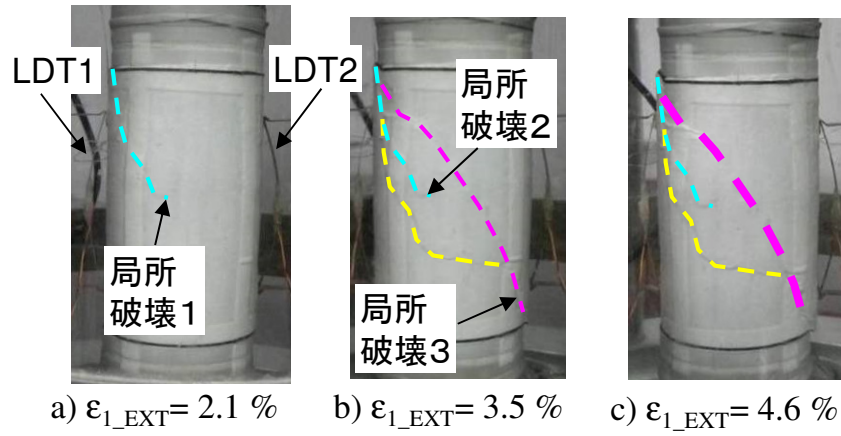 LDT1
LDT2
局所
破壊1
局所
破壊2
局所
破壊3
a) ε1_EXT= 2.1 %
b) ε1_EXT= 3.5 %
c) ε1_EXT= 4.6 %